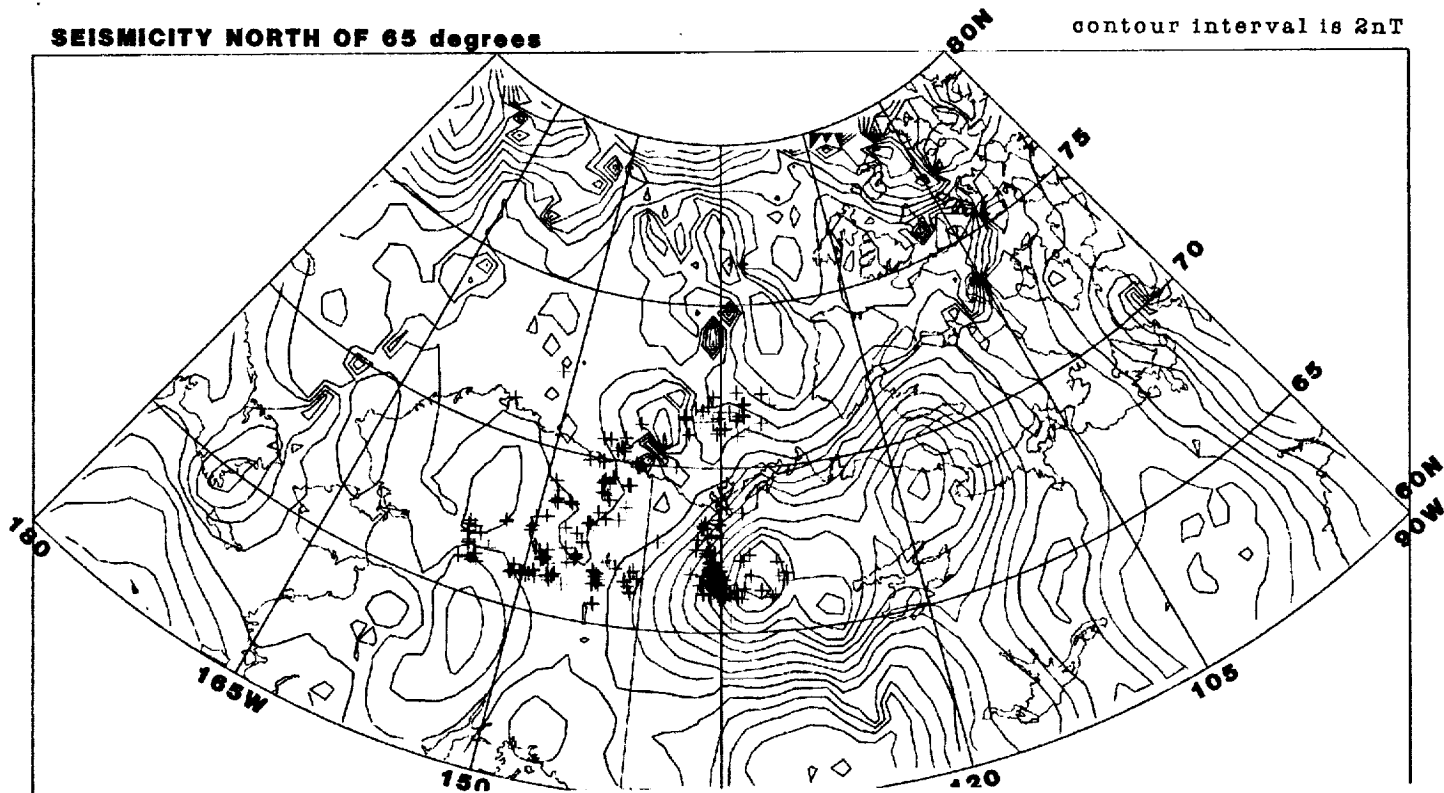 SEISMICITY NORTH OF 65 degrees
contour interval is 2nT
80N
75
70
65
60N
90W
180
165W
150
120
105